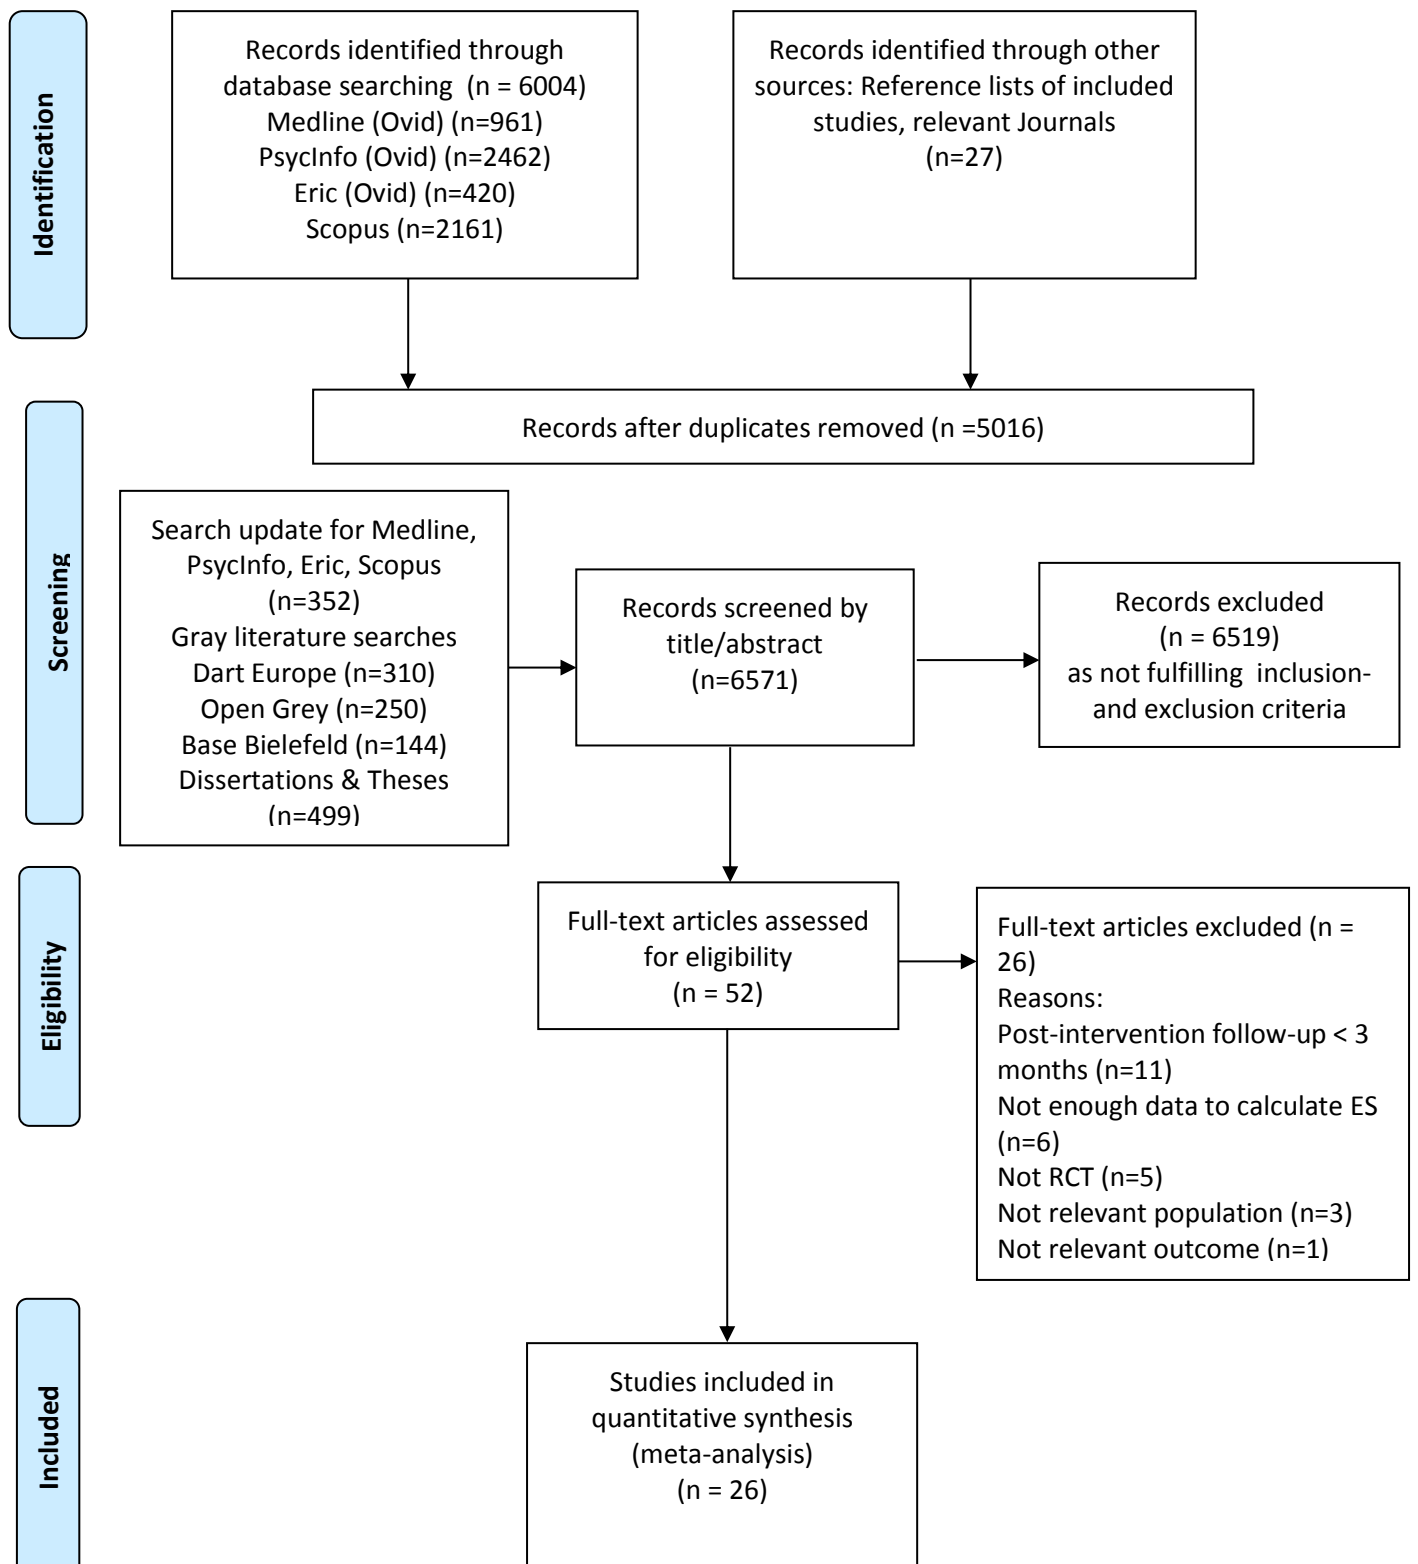 Identification
Records identified through
database searching (n = 6004)
Medline (Ovid) (n=961)
PsycInfo (Ovid) (n=2462)
Eric (Ovid) (n=420)
Scopus (n=2161)
Records identified through other
sources: Reference lists of included
studies, relevant Journals
(n=27)
Records after duplicates removed (n =5016)
Screening
Search update for Medline,
PsycInfo, Eric, Scopus
(n=352)
Gray literature searches
Dart Europe (n=310)
Open Grey (n=250)
Base Bielefeld (n=144)
Dissertations & Theses
(n=499)
Records screened by
title/abstract
(n=6571)
Records excluded
(n = 6519)
as not fulfilling inclusion-
and exclusion criteria
Eligibility
Full-text articles assessed
for eligibility
(n = 52)
Full-text articles excluded (n =
26)
Reasons:
Post-intervention follow-up < 3
months (n=11)
Not enough data to calculate ES
(n=6)
Not RCT (n=5)
Not relevant population (n=3)
Not relevant outcome (n=1)
Included
Studies included in
quantitative synthesis
(meta-analysis)
(n = 26)